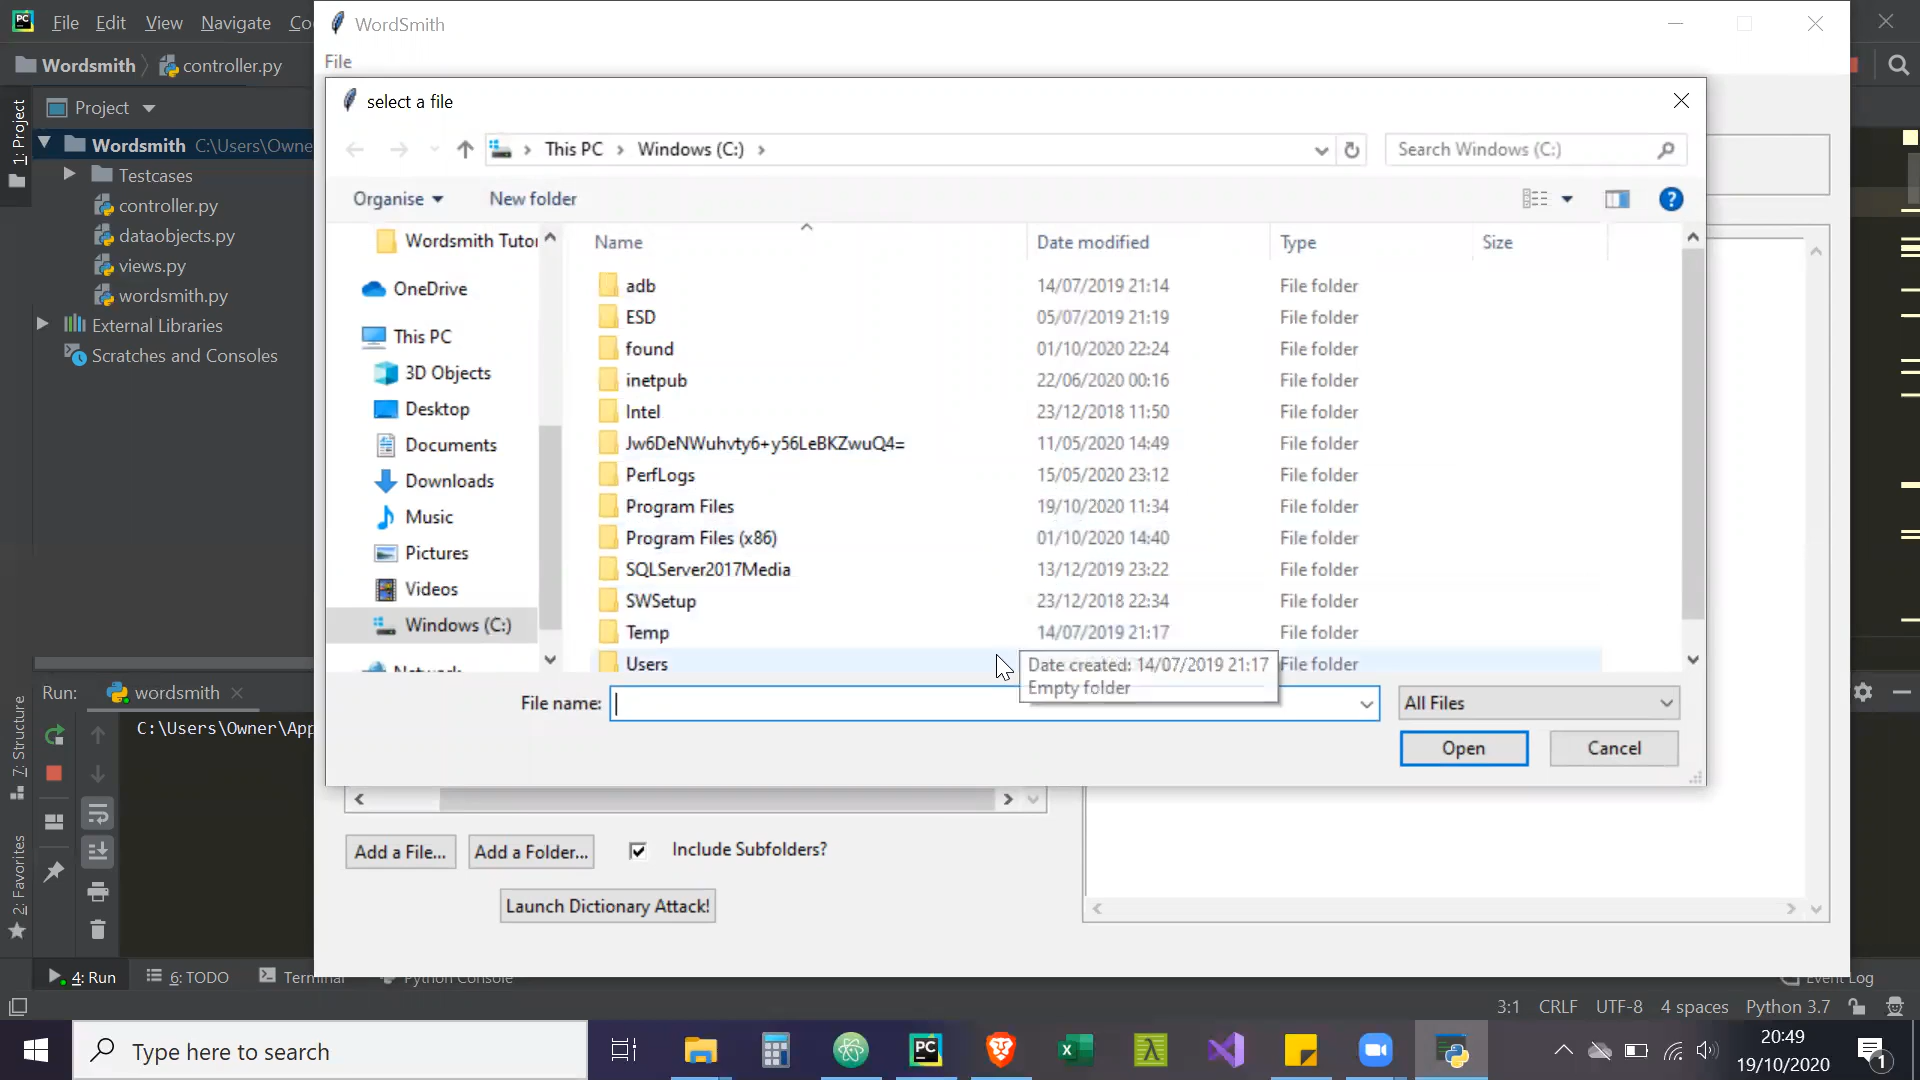 File Edit View Navigate Co
WordSmith
File
Wordsmith controller.py
Project
select a file
This PC Windows (C:)
Search Windows (C:)
Organise New folder
Name Date modified Type Size
adb 14/07/2019 21:14 File folder
ESD 05/07/2019 21:19 File folder
found 01/10/2020 22:24 File folder
inetpub 22/06/2020 00:16 File folder
Intel 23/12/2018 11:50 File folder
Jw6DeNWuhvty6+y56LeBKZwuQ4= 11/05/2020 14:49 File folder
PerfLogs 15/05/2020 23:12 File folder
Program Files 19/10/2020 11:34 File folder
Program Files (x86) 01/10/2020 14:40 File folder
SQLServer2017Media 13/12/2019 23:22 File folder
SWSetup 23/12/2018 22:34 File folder
Temp 14/07/2019 21:17 File folder
Users File folder
Date created: 14/07/2019 21:17
Empty folder
Wordsmith Tutor
OneDrive
This PC
3D Objects
Desktop
Documents
Downloads
Music
Pictures
Videos
Windows (C:)
File name:
All Files
Open Cancel
1: Project
Wordsmith C:\Users\Owne
Testcases
controller.py
dataobjects.py
views.py
wordsmith.py
External Libraries
Scratches and Consoles
Run: wordsmith
C:\Users\Owner\App
7: Structure
2: Favorites
Add a File... Add a Folder... Include Subfolders?
Launch Dictionary Attack!
4: Run 6: TODO Terminal Python Console Event Log
3:1 CRLF UTF-8 4 spaces Python 3.7
Type here to search
20:49
19/10/2020
1